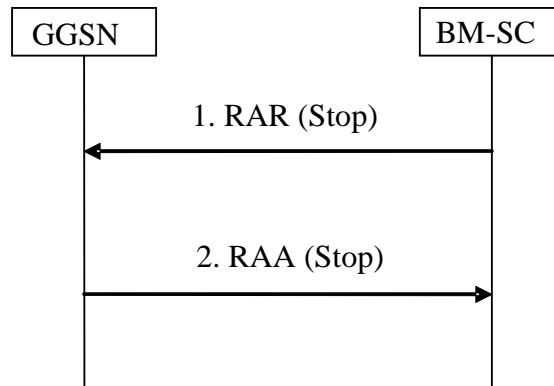 GGSN
BM-SC
1. RAR (Stop)
2. RAA (Stop)